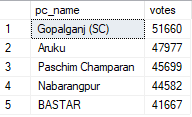 pc_name votes
1 Gopalganj (SC) 51660
2 Aruku 47977
3 Paschim Champaran 45699
4 Nabarangpur 44582
5 BASTAR 41667